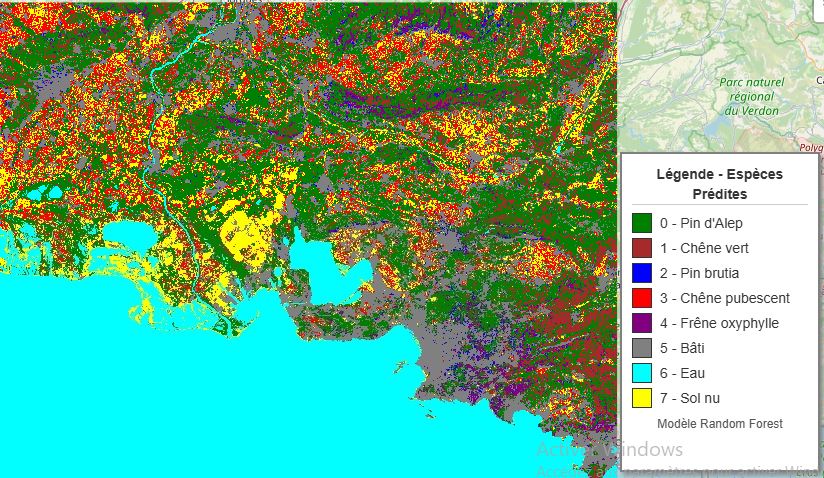 Parc naturel
régional
du Verdon
Légende - Espèces
Prédites
0 - Pin d'Alep
1 - Chêne vert
2 - Pin brutia
3 - Chêne pubescent
4 - Frêne oxyphylle
5 - Bâti
6 - Eau
7 - Sol nu
Modèle Random Forest